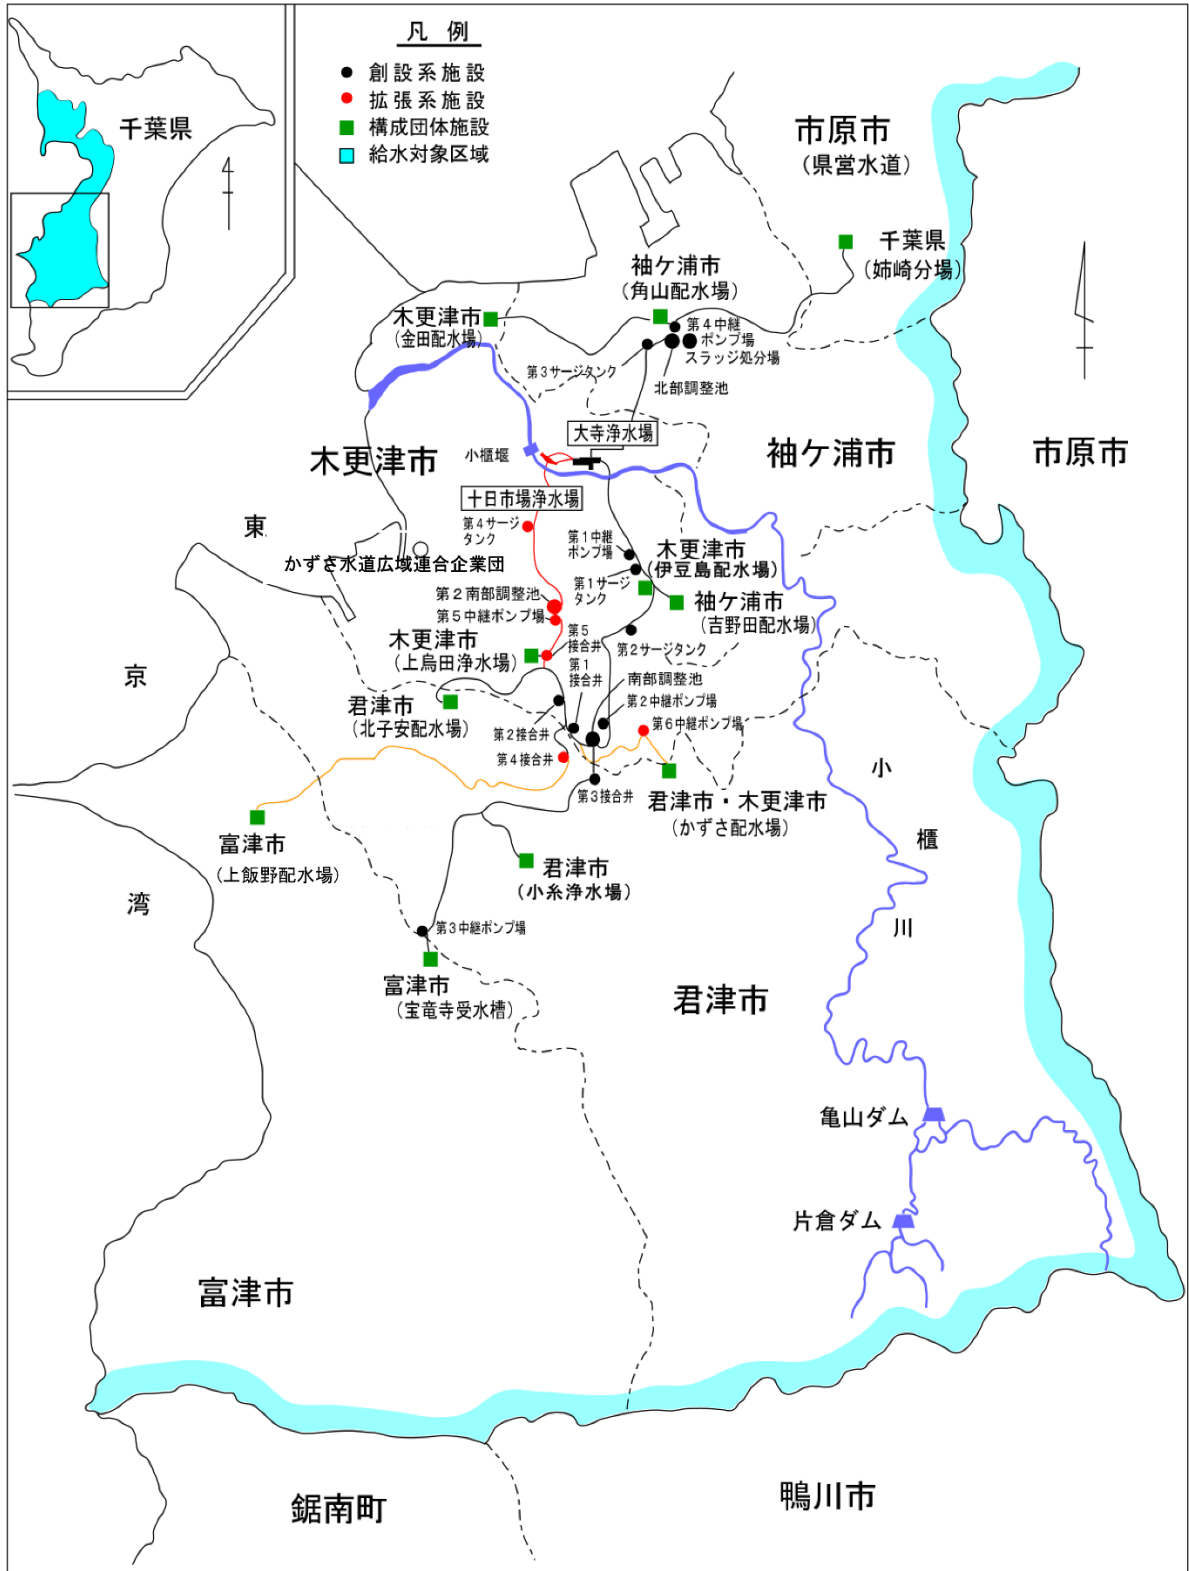 凡 例
創設系施設
拡張系施設
構成団体施設
給水対象区域
千葉県
4
市原市
(県営水道)
千葉県
(姉崎分場)
袖ケ浦市
(角山配水場)
木更津市
(金田配水場)
第4中継
ポンプ場
スラッジ処分場
第3サージタンク
北部調整池
大寺浄水場
木更津市
小櫃堰
袖ケ浦市
市原市
十日市場浄水場
第4サージ
タンク
東
かずさ水道広域連合企業団
第1中継
ポンプ場
木更津市
(伊豆島配水場)
第1サージ
タンク
袖ケ浦市
(吉野田配水場)
第2南部調整池
第5中継ポンプ場
第5
接合井
第2サージタンク
木更津市
(上烏田浄水場)
第1
接合井
南部調整池
京
君津市
(北子安配水場)
第2中継ポンプ場
第2接合井
第6中継ポンプ場
第4接合井
第3接合井
小
君津市・木更津市
(かずさ配水場)
櫃
富津市
(上飯野配水場)
君津市
(小糸浄水場)
湾
川
第3中継ポンプ場
富津市
(宝竜寺受水槽)
君津市
亀山ダム
片倉ダム
富津市
鋸南町
鴨川市